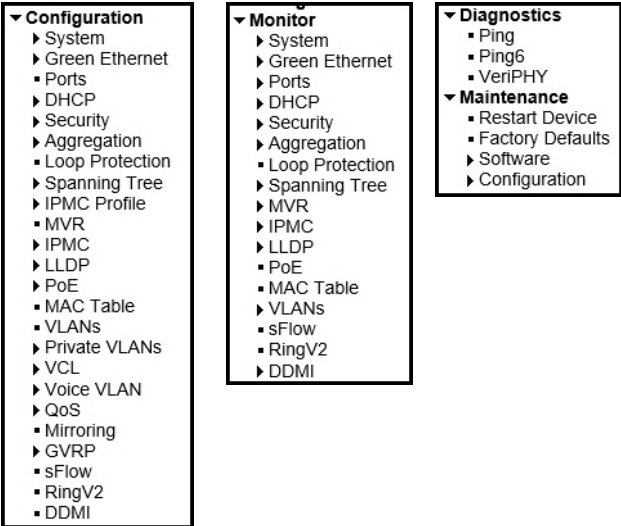 Configuration
System
Green Ethernet
Ports
DHCP
Security
Aggregation
Loop Protection
Spanning Tree
IPMC Profile
MVR
IPMC
LLDP
PoE
MAC Table
VLANs
Private VLANs
VCL
Voice VLAN
QoS
Mirroring
GVRP
sFlow
RingV2
DDMI
Monitor
System
Green Ethernet
Ports
DHCP
Security
Aggregation
Loop Protection
Spanning Tree
MVR
IPMC
LLDP
PoE
MAC Table
VLANs
sFlow
RingV2
DDMI
Diagnostics
Ping
Ping6
VeriPHY
Maintenance
Restart Device
Factory Defaults
Software
Configuration